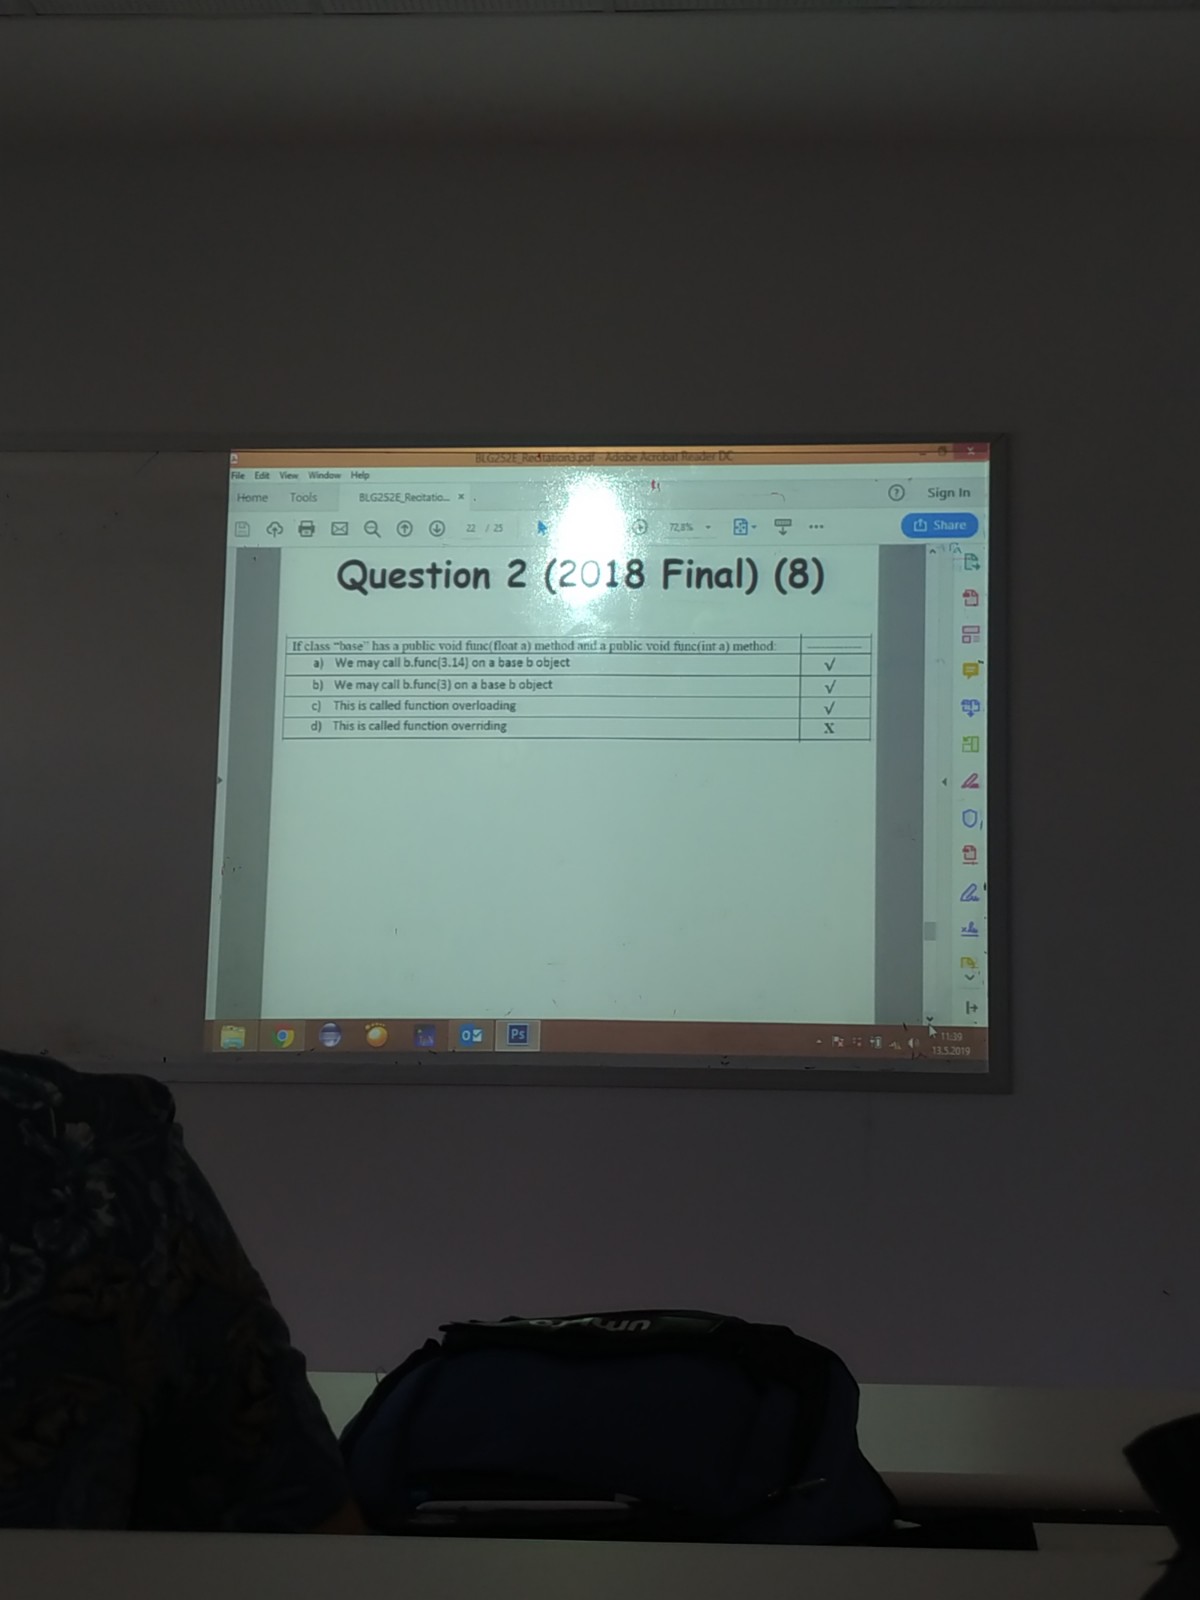 BLG252E_Recitation3.pdf - Adobe Acrobat Reader DC
File Edit View Window Help
Home Tools BLG252E_Recitatio... × Sign In
22 / 25 72,8% Share
Question 2 (2018 Final) (8)
If class “base” has a public void func(float a) method and a public void func(int a) method:
a) We may call b.func(3.14) on a base b object √
b) We may call b.func(3) on a base b object √
c) This is called function overloading √
d) This is called function overriding X
Ps
11:39
13.5.2019